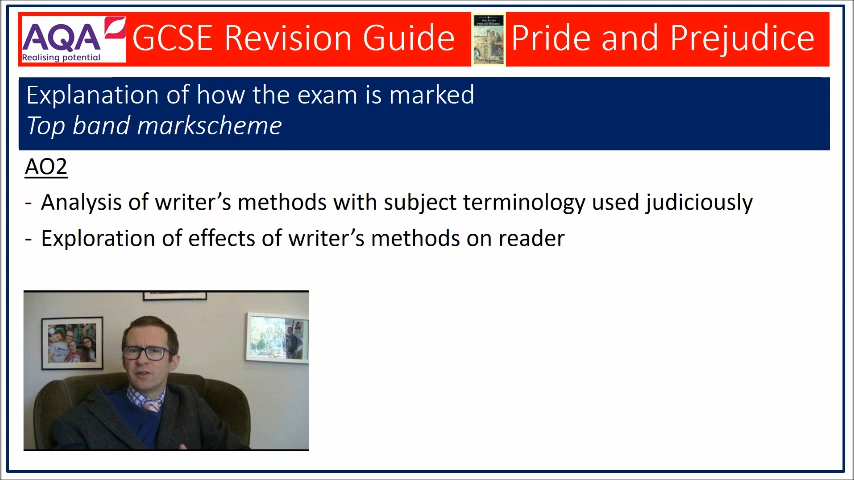 AQA
Realising potential
GCSE Revision Guide
Pride and Prejudice
Explanation of how the exam is marked
Top band markscheme
AO2
- Analysis of writer’s methods with subject terminology used judiciously
- Exploration of effects of writer’s methods on reader